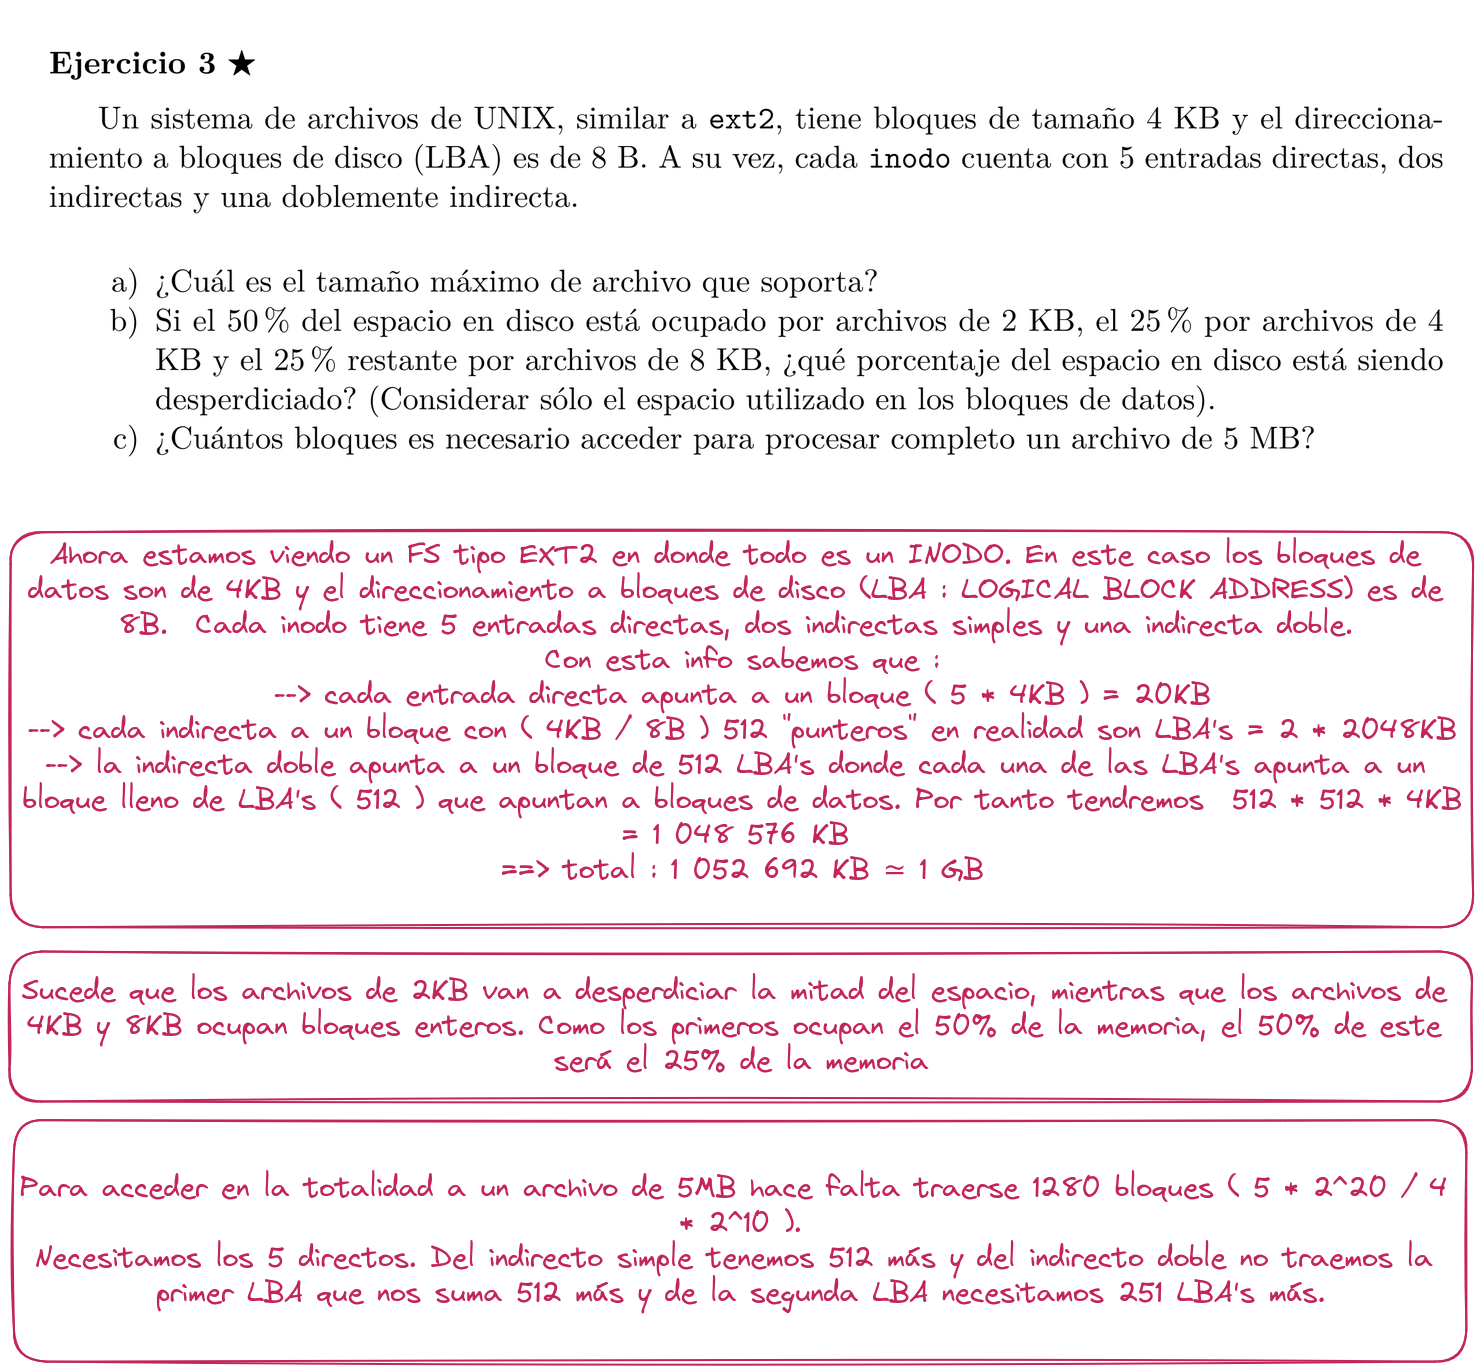 Ejercicio 3 ★
Un sistema de archivos de UNIX, similar a ext2, tiene bloques de tamaño 4 KB y el direcciona-
miento a bloques de disco (LBA) es de 8 B. A su vez, cada inodo cuenta con 5 entradas directas, dos
indirectas y una doblemente indirecta.
a) ¿Cuál es el tamaño máximo de archivo que soporta?
b) Si el 50 % del espacio en disco está ocupado por archivos de 2 KB, el 25 % por archivos de 4
KB y el 25 % restante por archivos de 8 KB, ¿qué porcentaje del espacio en disco está siendo
desperdiciado? (Considerar sólo el espacio utilizado en los bloques de datos).
c) ¿Cuántos bloques es necesario acceder para procesar completo un archivo de 5 MB?
Ahora estamos viendo un FS tipo EXT2 en donde todo es un INODO. En este caso los bloques de
datos son de 4KB y el direccionamiento a bloques de disco (LBA : LOGICAL BLOCK ADDRESS) es de
8B. Cada inodo tiene 5 entradas directas, dos indirectas simples y una indirecta doble.
Con esta info sabemos que :
--> cada entrada directa apunta a un bloque ( 5 * 4KB ) = 20KB
--> cada indirecta a un bloque con ( 4KB / 8B ) 512 "punteros" en realidad son LBA's = 2 * 2048KB
--> la indirecta doble apunta a un bloque de 512 LBA's donde cada una de las LBA's apunta a un
bloque lleno de LBA's ( 512 ) que apuntan a bloques de datos. Por tanto tendremos 512 * 512 * 4KB
= 1 048 576 KB
==> total : 1 052 692 KB ≃ 1 GB
Sucede que los archivos de 2KB van a desperdiciar la mitad del espacio, mientras que los archivos de
4KB y 8KB ocupan bloques enteros. Como los primeros ocupan el 50% de la memoria, el 50% de este
será el 25% de la memoria
Para acceder en la totalidad a un archivo de 5MB hace falta traerse 1280 bloques ( 5 * 2^20 / 4
* 2^10 ).
Necesitamos los 5 directos. Del indirecto simple tenemos 512 más y del indirecto doble no traemos la
primer LBA que nos suma 512 más y de la segunda LBA necesitamos 251 LBA's más.